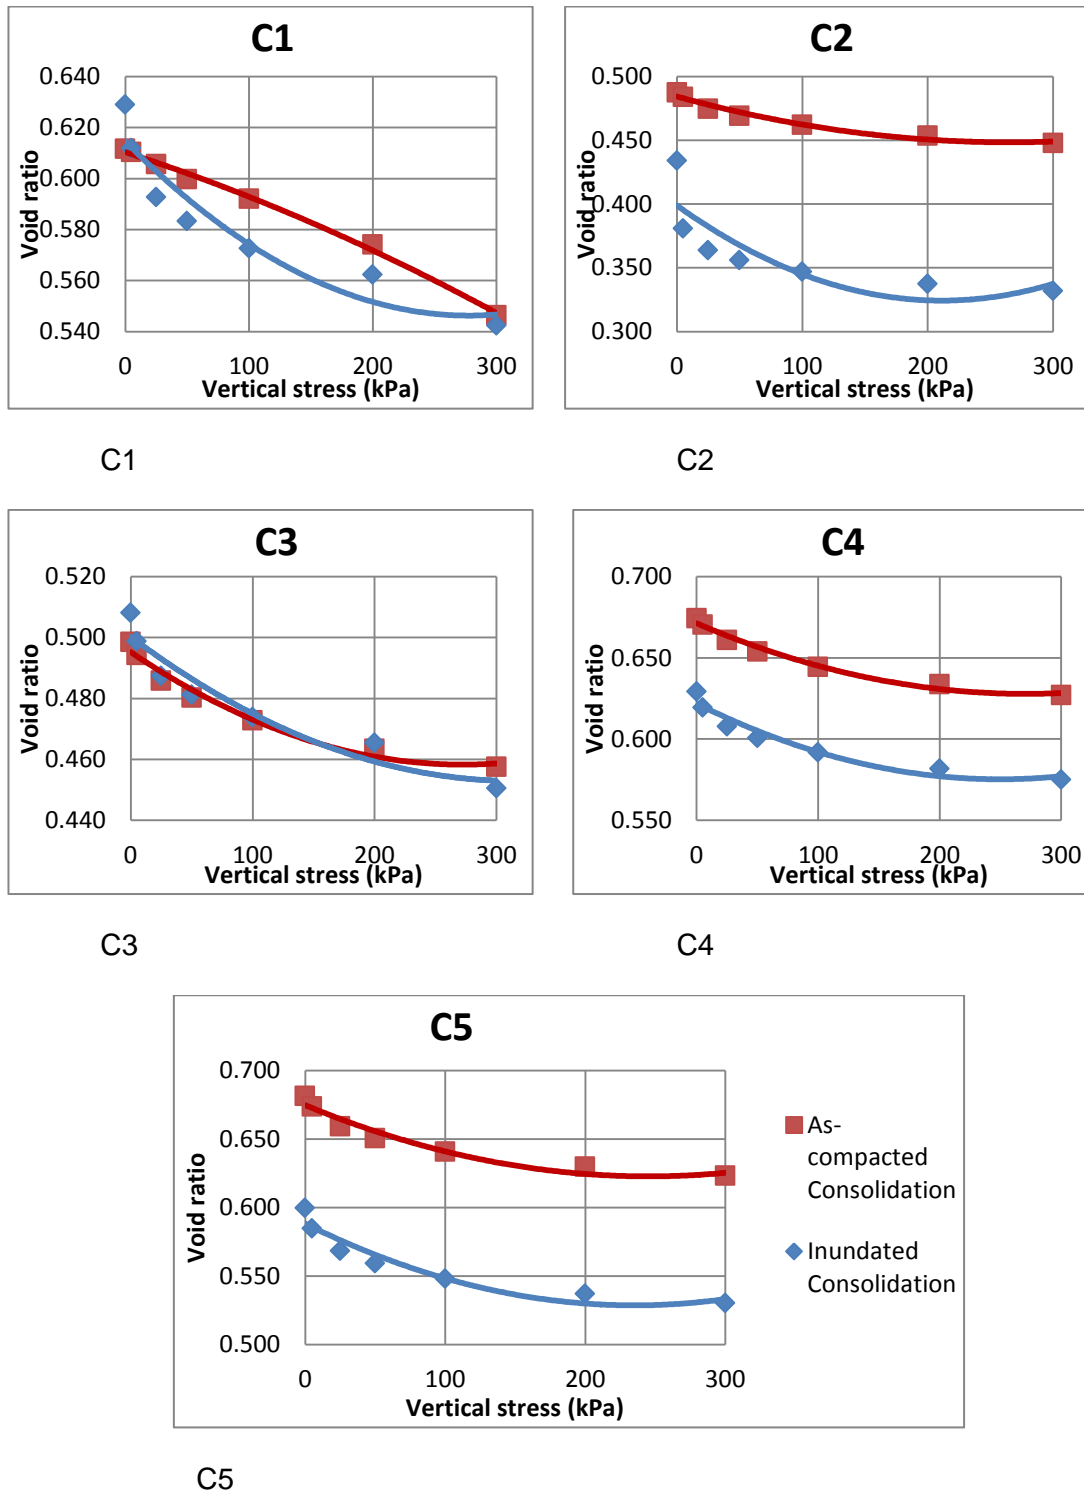 C1
0.640
0.620
0.600
0.580
0.560
0.540
Void ratio
0 100 200 300
Vertical stress (kPa)
C1
C2
0.500
0.450
0.400
0.350
0.300
Void ratio
0 100 200 300
Vertical stress (kPa)
C2
C3
0.520
0.500
0.480
0.460
0.440
Void ratio
0 100 200 300
Vertical stress (kPa)
C3
C4
0.700
0.650
0.600
0.550
Void ratio
0 100 200 300
Vertical stress (kPa)
C4
C5
0.700
0.650
0.600
0.550
0.500
Void ratio
0 100 200 300
Vertical stress (kPa)
As-
compacted
Consolidation
Inundated
Consolidation
C5